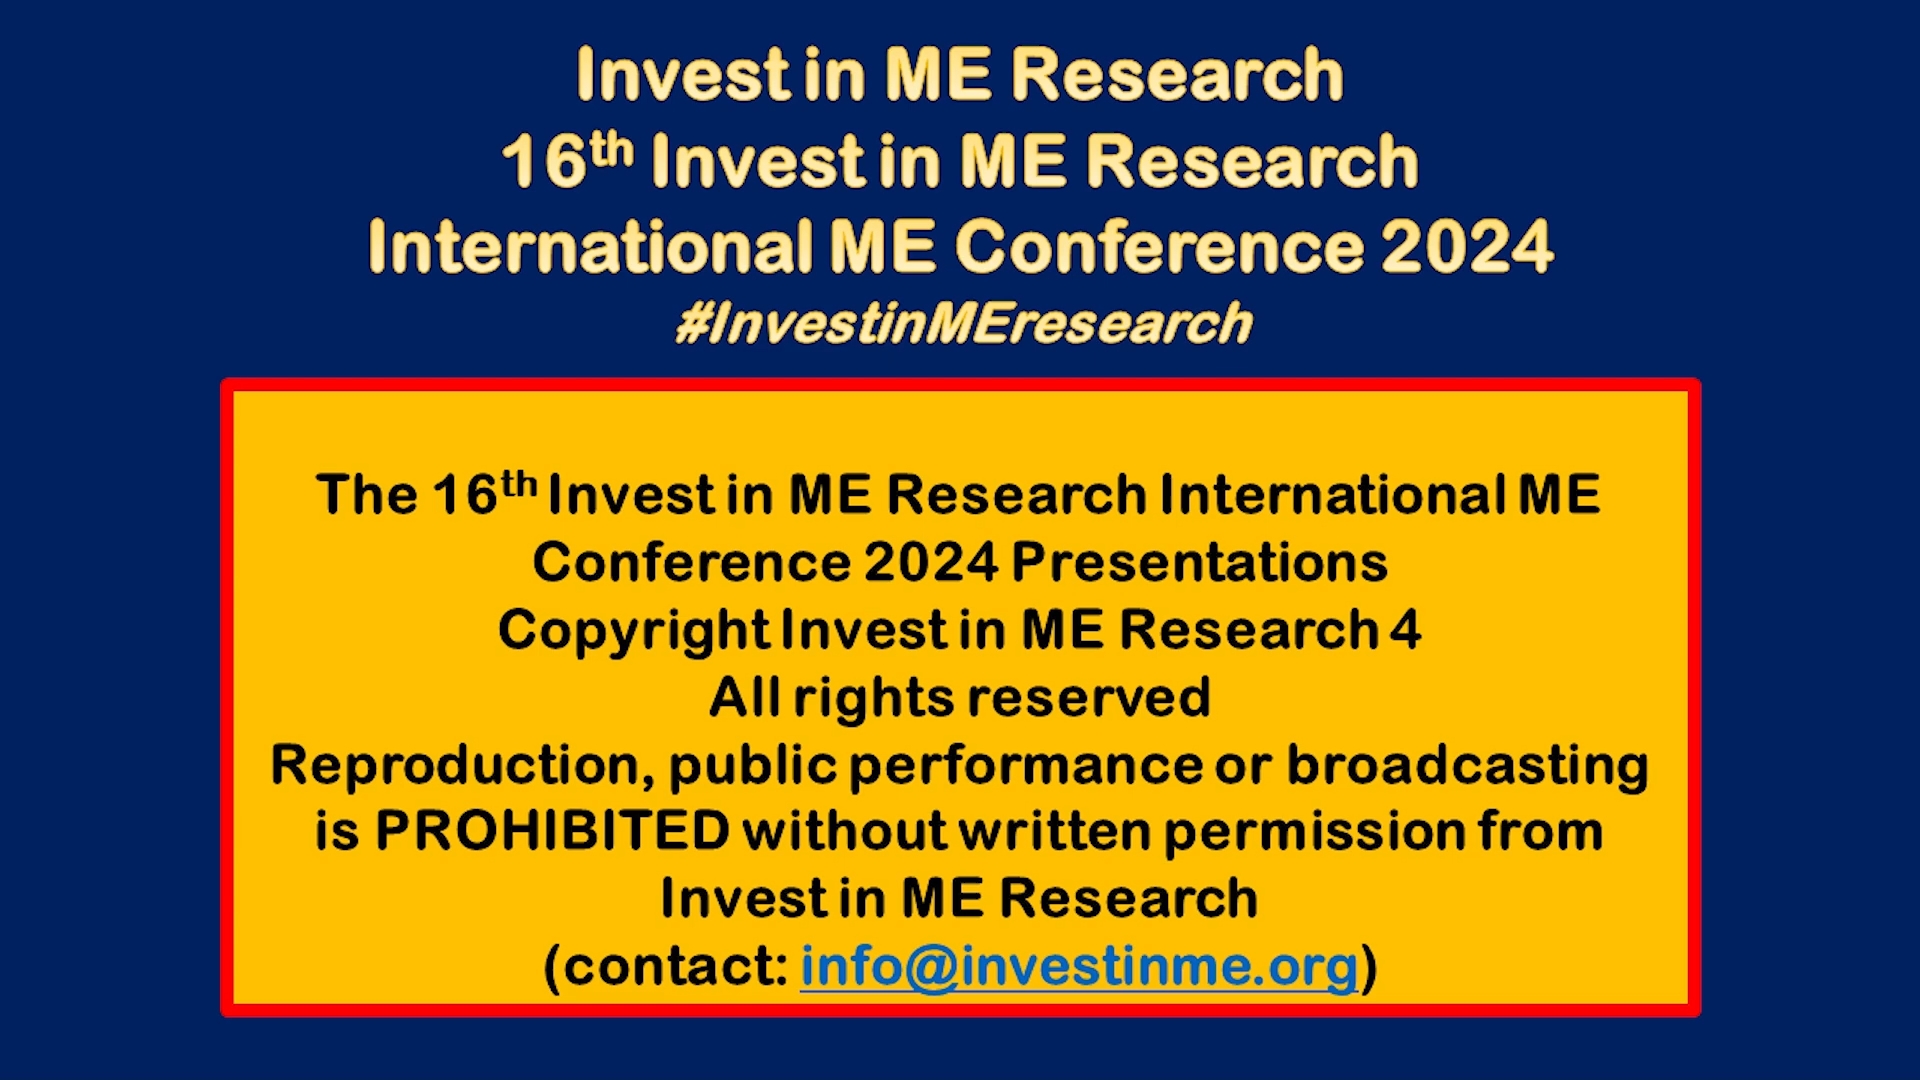 Invest in ME Research
16th Invest in ME Research
International ME Conference 2024
#InvestinMEresearch
The 16th Invest in ME Research International ME
Conference 2024 Presentations
Copyright Invest in ME Research 4
All rights reserved
Reproduction, public performance or broadcasting
is PROHIBITED without written permission from
Invest in ME Research
(contact: info@investinme.org)